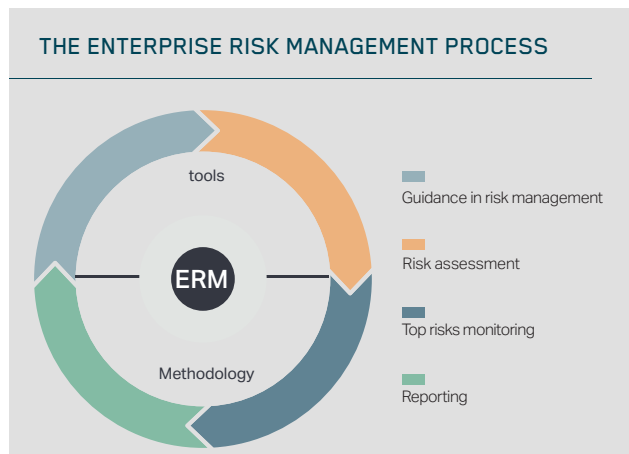 THE ENTERPRISE RISK MANAGEMENT PROCESS
tools
ERM
Methodology
Guidance in risk management
Risk assessment
Top risks monitoring
Reporting